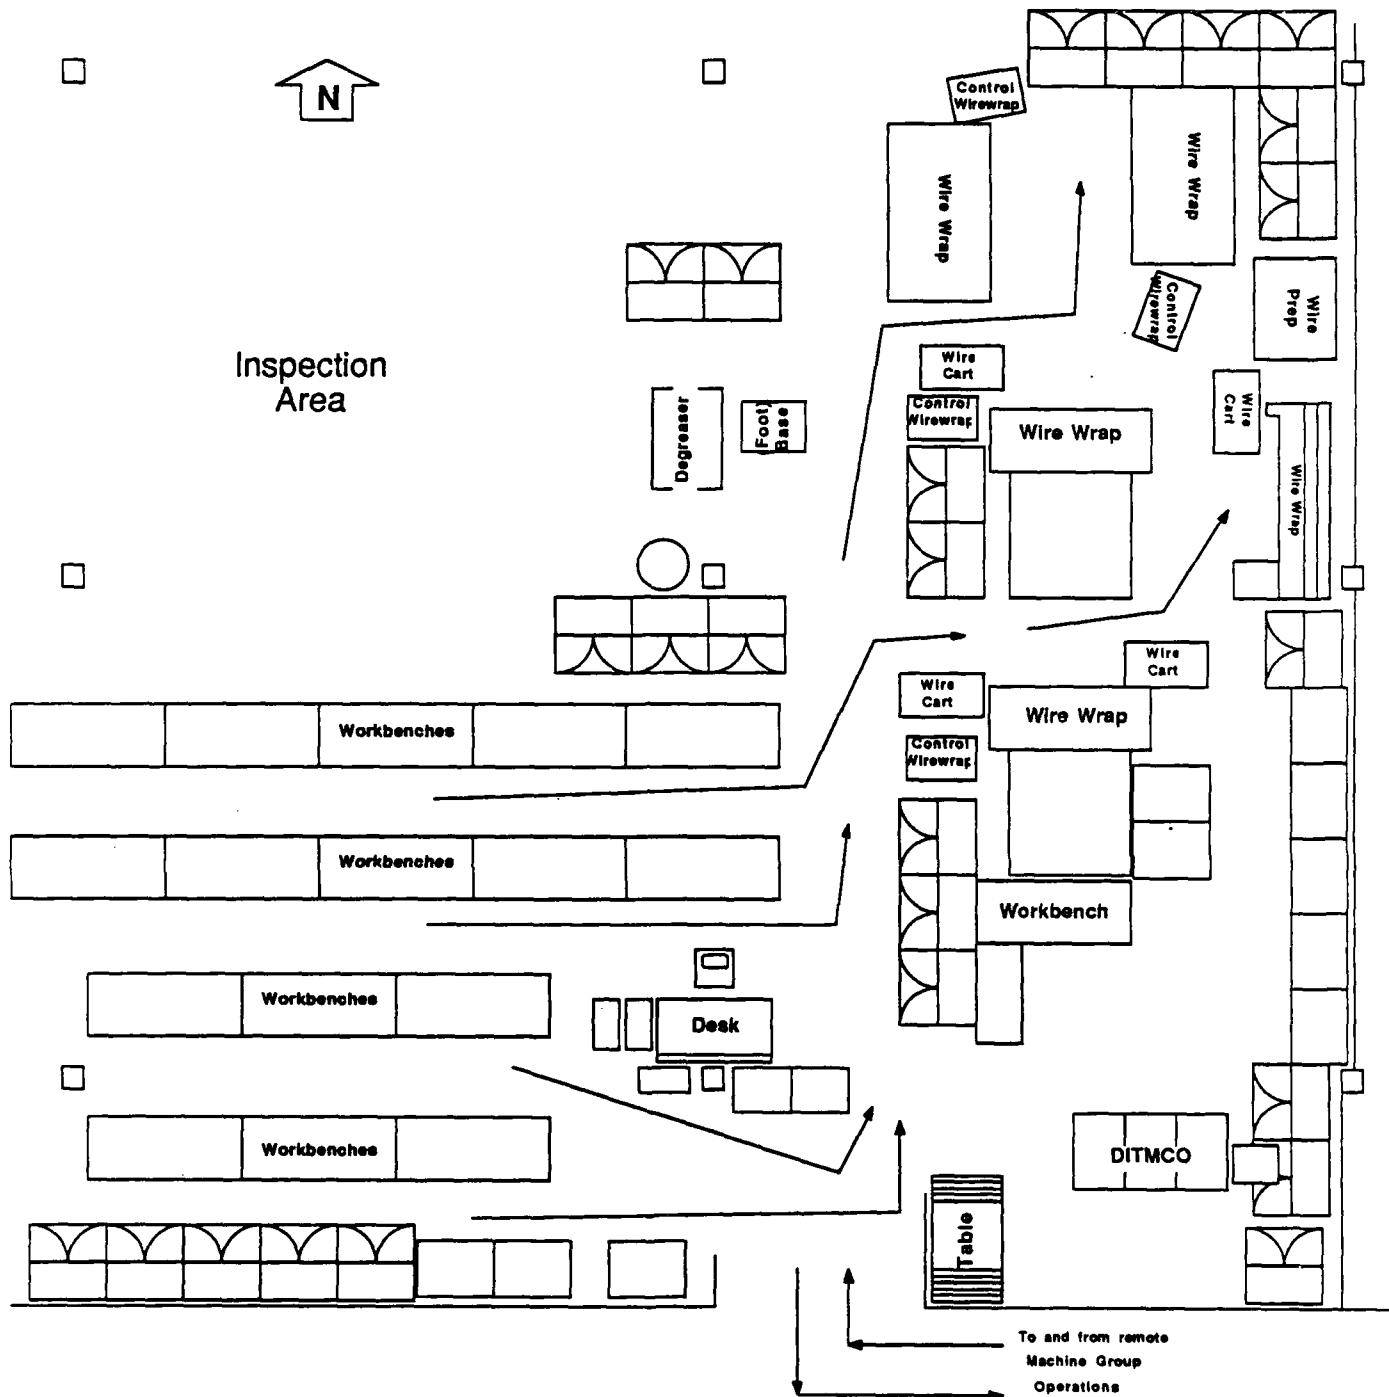 N
Control
Wirewrap
Wire Wrap
Wire Wrap
Control
Wirewrap
Wire
Prep
Inspection
Area
Degreaser
(Foot)
Base
Wire
Cart
Control
Wirewrap
Wire Wrap
Wire
Cart
Wire Wrap
Wire
Cart
Wire
Cart
Wire Wrap
Control
Wirewrap
Workbenches
Workbenches
Workbench
Workbenches
Desk
Workbenches
DITMCO
Table
To and from remote
Machine Group
Operations